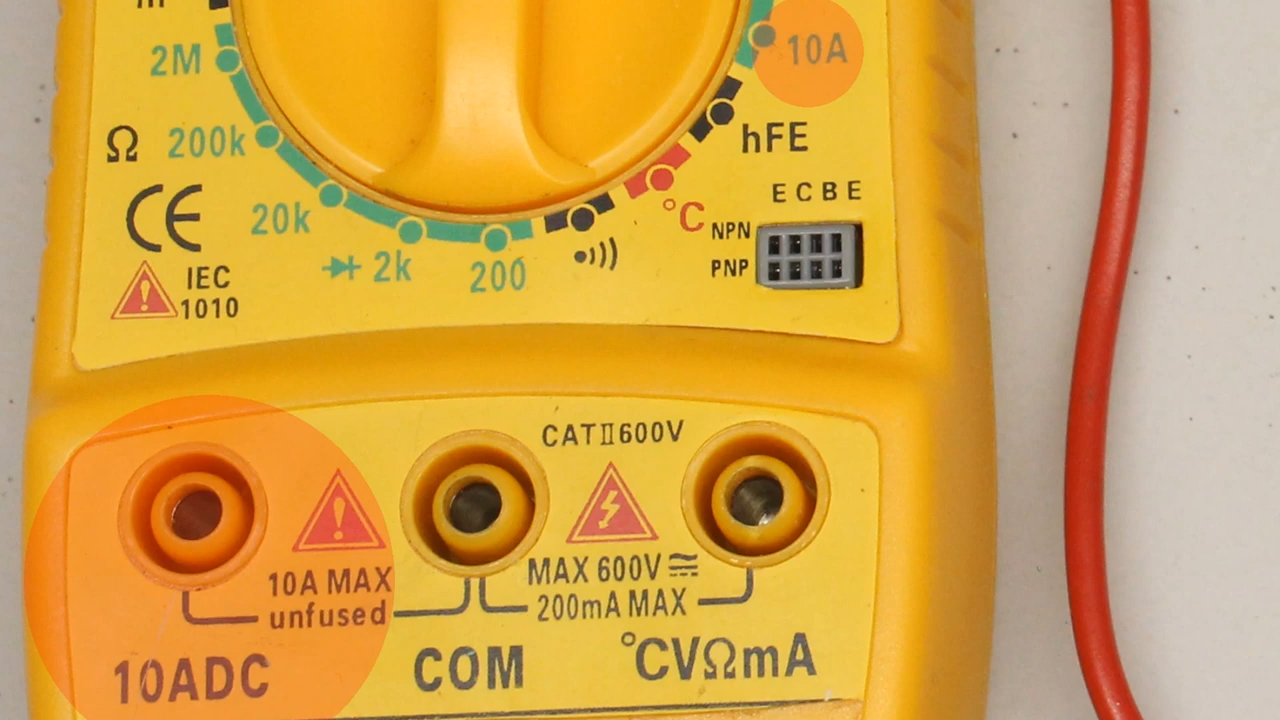 2M
10A
Ω 200k
hFE
20k
2k
200
°C
E C B E
NPN
PNP
CE
IEC
1010
CATII600V
10A MAX
unfused
MAX 600V
200mA MAX
10ADC
COM
°CVΩmA